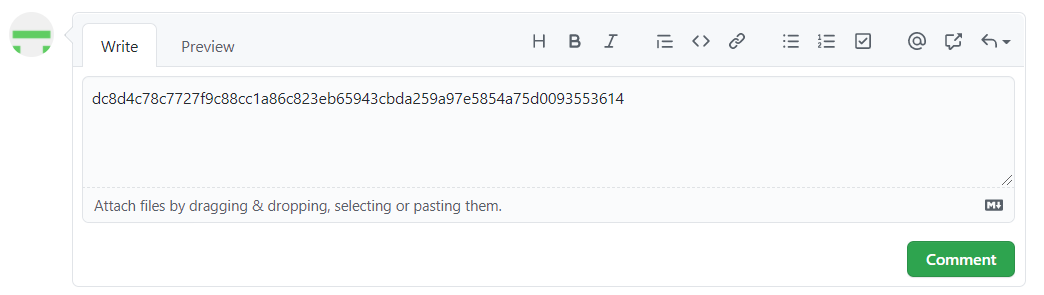 Write Preview
dc8d4c78c7727f9c88cc1a86c823eb65943cbda259a97e5854a75d0093553614
Attach files by dragging & dropping, selecting or pasting them.
Comment